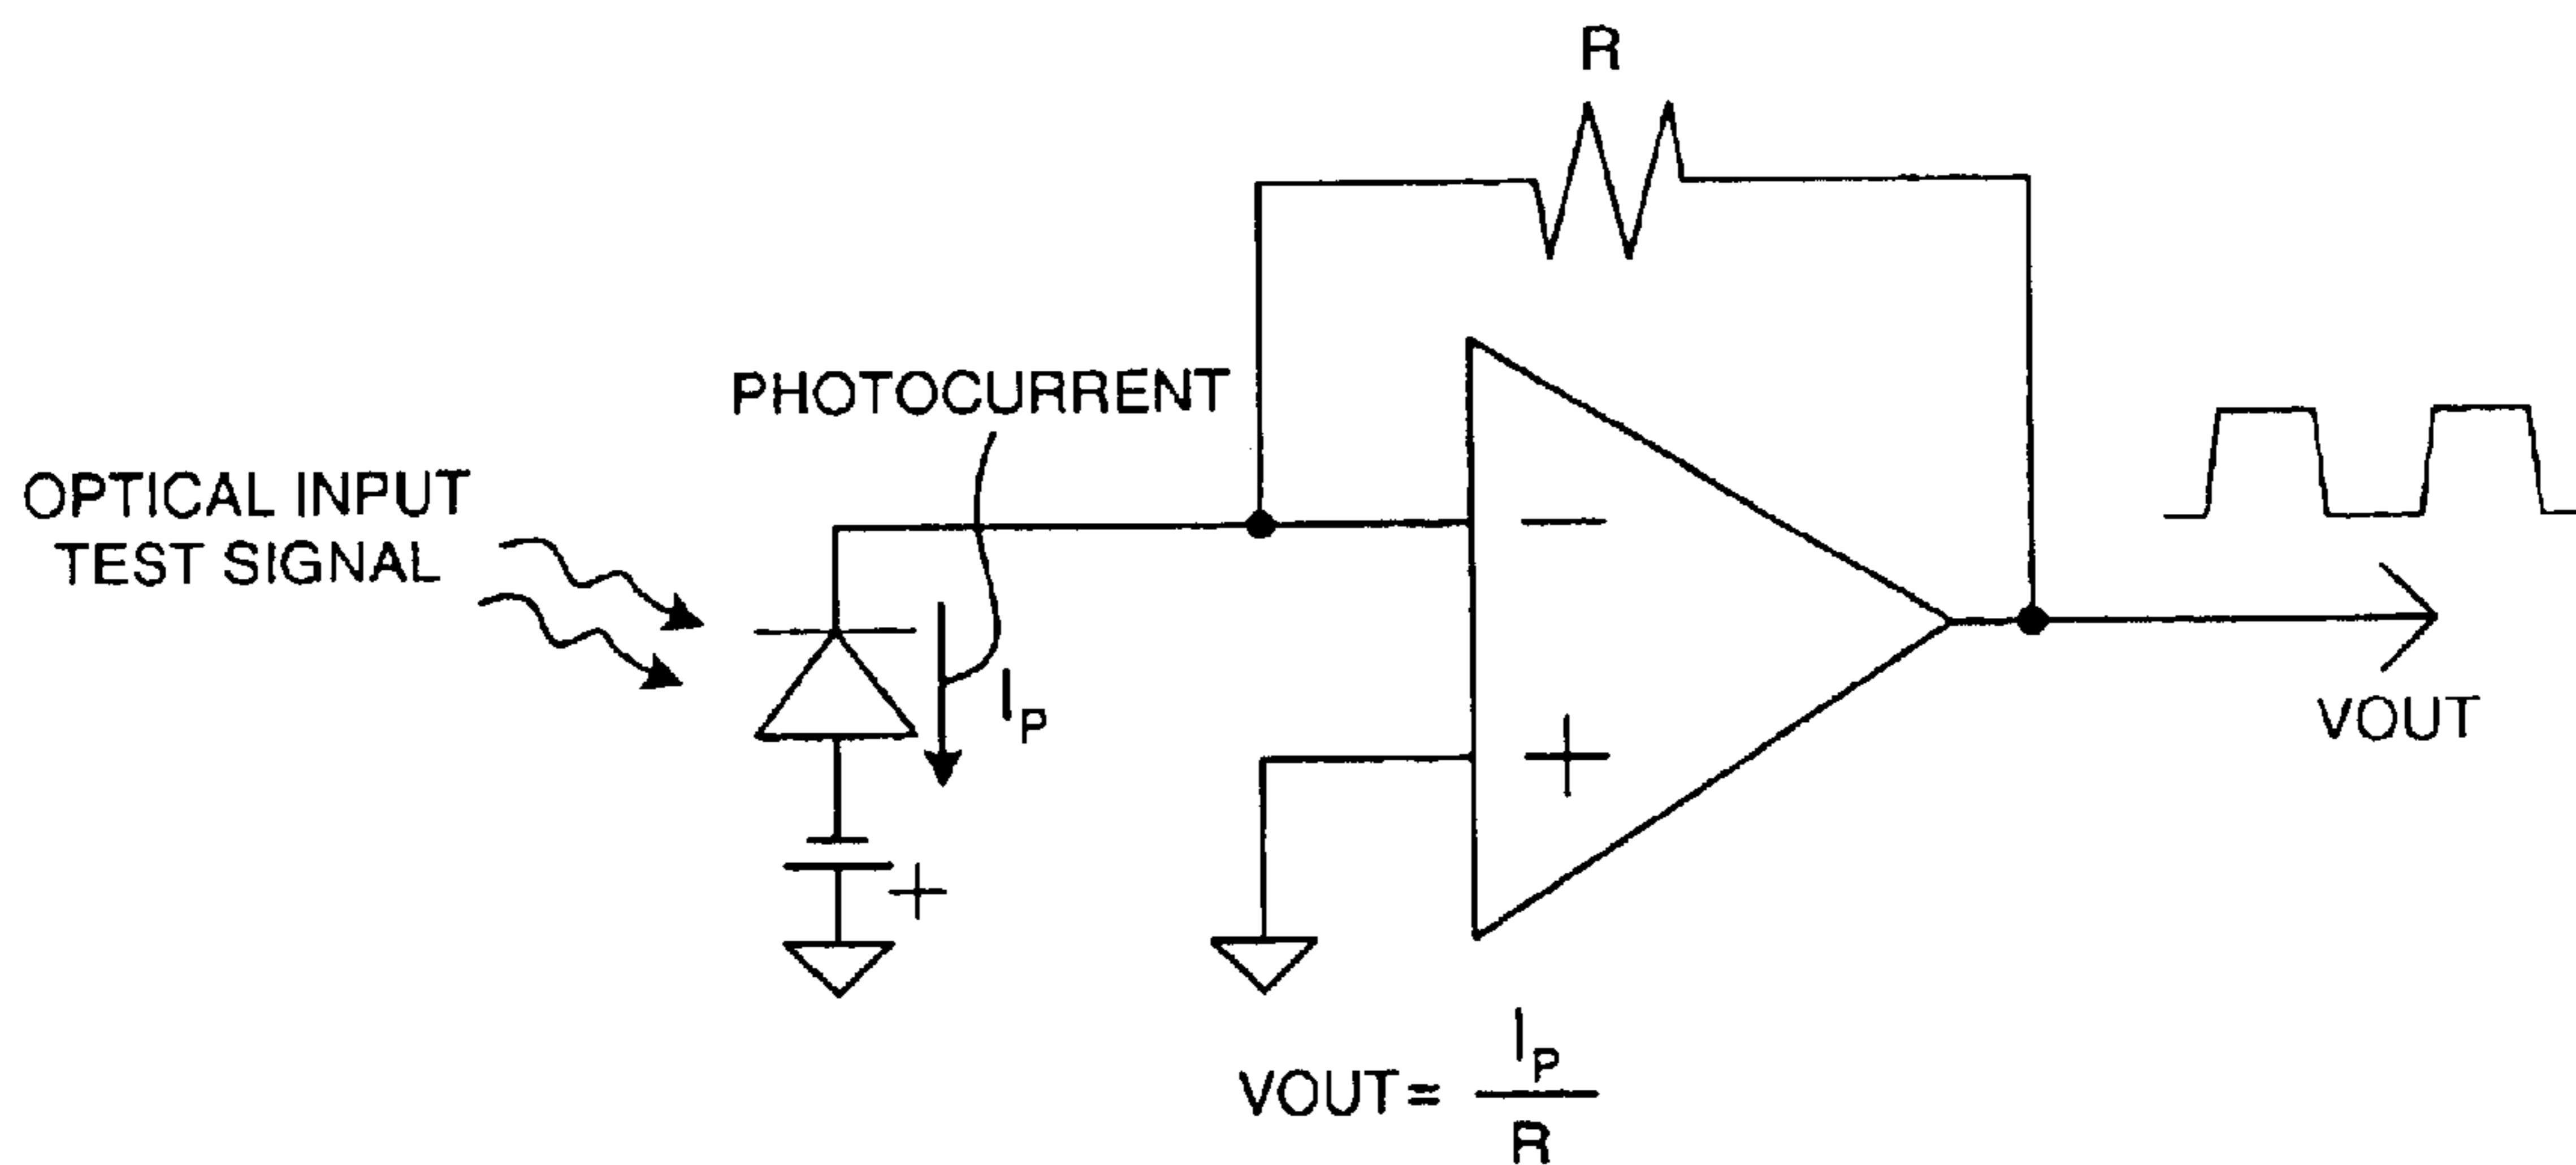 R
PHOTOCURRENT
OPTICAL INPUT
TEST SIGNAL
−
I_P
+
+
VOUT
VOUT = I_P / R